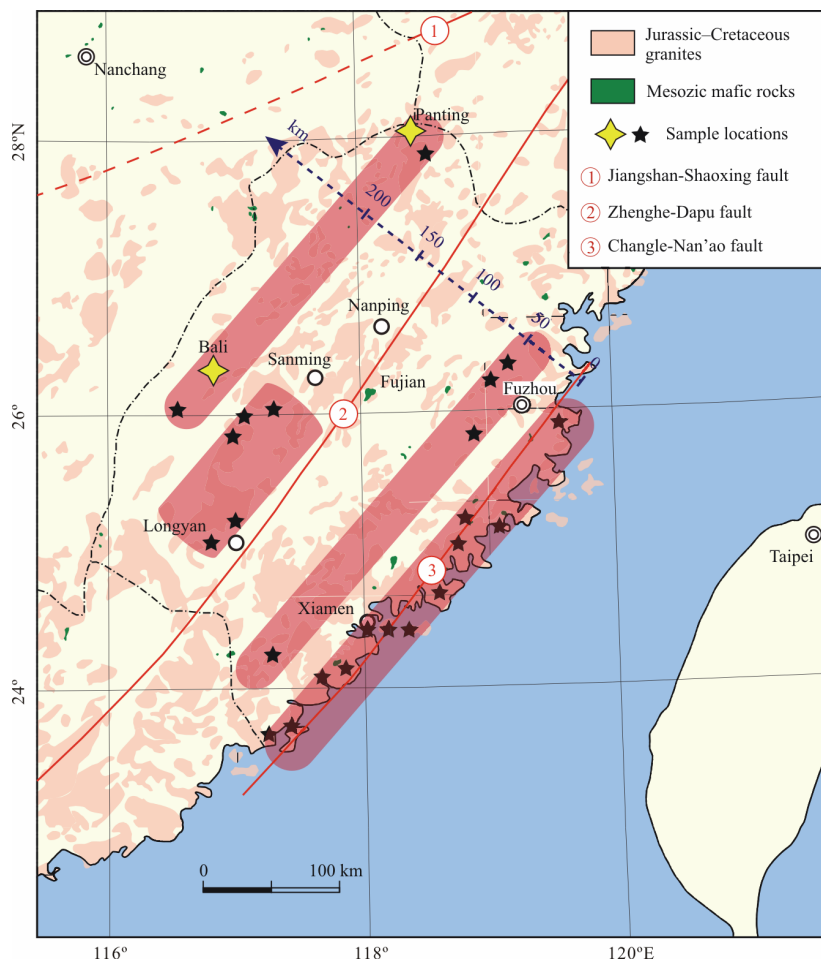 1
Jurassic–Cretaceous
granites
Nanchang
Mesozic mafic rocks
Panting
Sample locations
28°N
km
1 Jiangshan-Shaoxing fault
200
2 Zhenghe-Dapu fault
150
3 Changle-Nan'ao fault
100
Nanping
50
Bali
Sanming
0
Fujian
Fuzhou
26°
2
Longyan
Taipei
3
Xiamen
24°
0
100 km
116°
118°
120°E